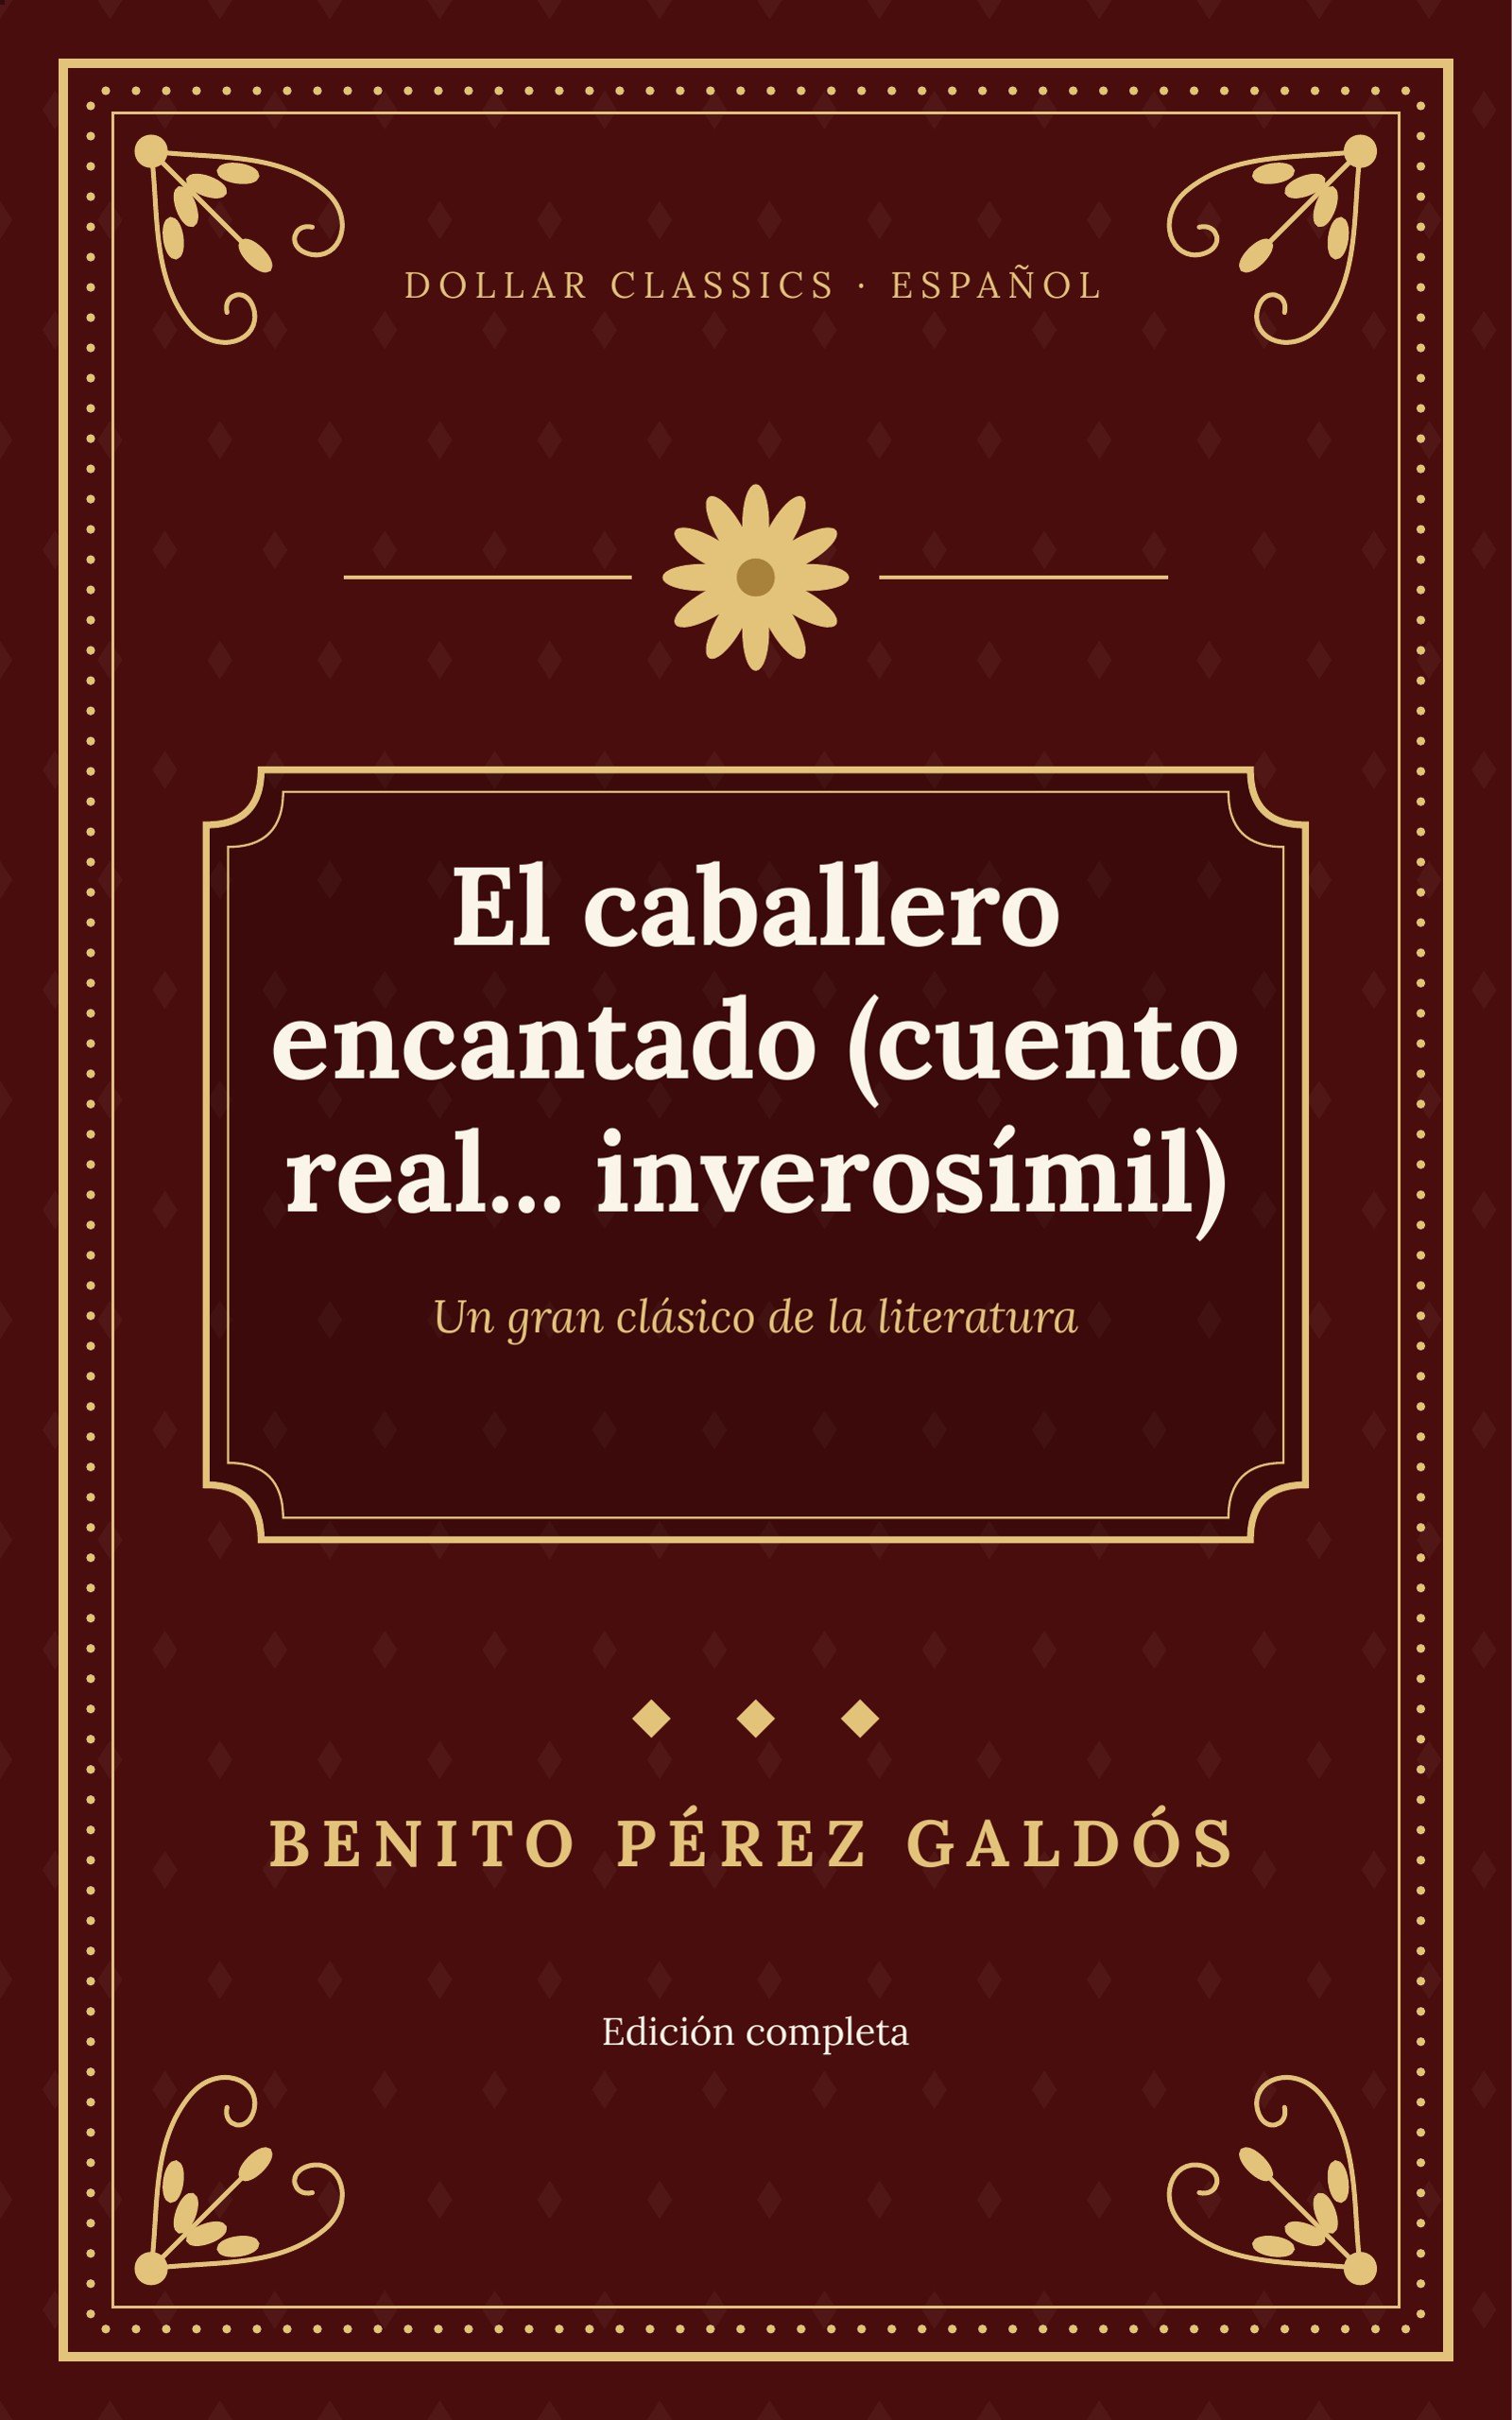 DOLLAR CLASSICS · ESPAÑOL
El caballero
encantado (cuento
real... inverosímil)
Un gran clásico de la literatura
BENITO PÉREZ GALDÓS
Edición completa